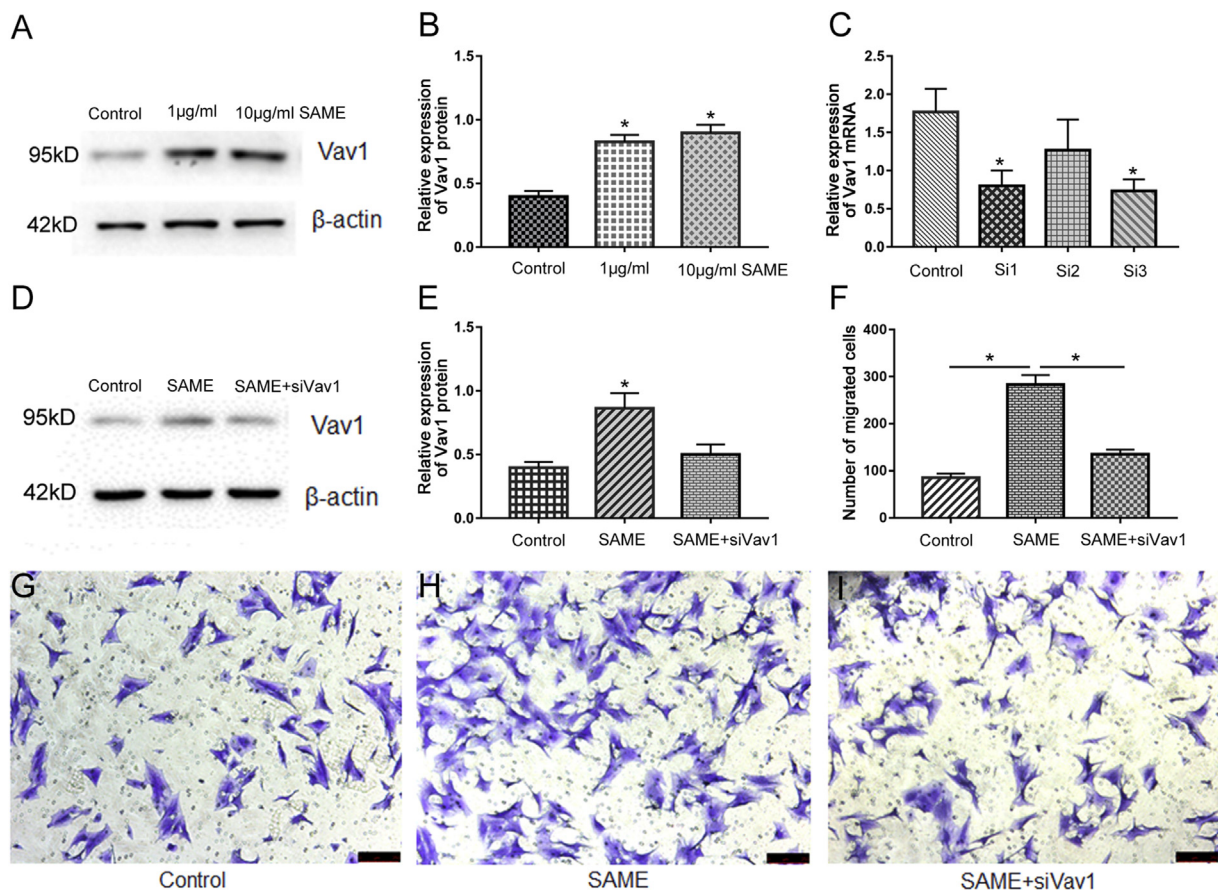 A
Control 1μg/ml 10μg/ml SAME
95kD Vav1
42kD β-actin
B
Relative expression
of Vav1 protein
1.5
1.0
0.5
0.0
* *
Control 1μg/ml 10μg/ml SAME
C
Relative expression
of Vav1 mRNA
2.5
2.0
1.5
1.0
0.5
0.0
* *
Control Si1 Si2 Si3
D
Control SAME SAME+siVav1
95kD Vav1
42kD β-actin
E
Relative expression
of Vav1 protein
1.5
1.0
0.5
0.0
*
Control SAME SAME+siVav1
F
Number of migrated cells
400
300
200
100
0
* *
Control SAME SAME+siVav1
G
Control
H
SAME
I
SAME+siVav1